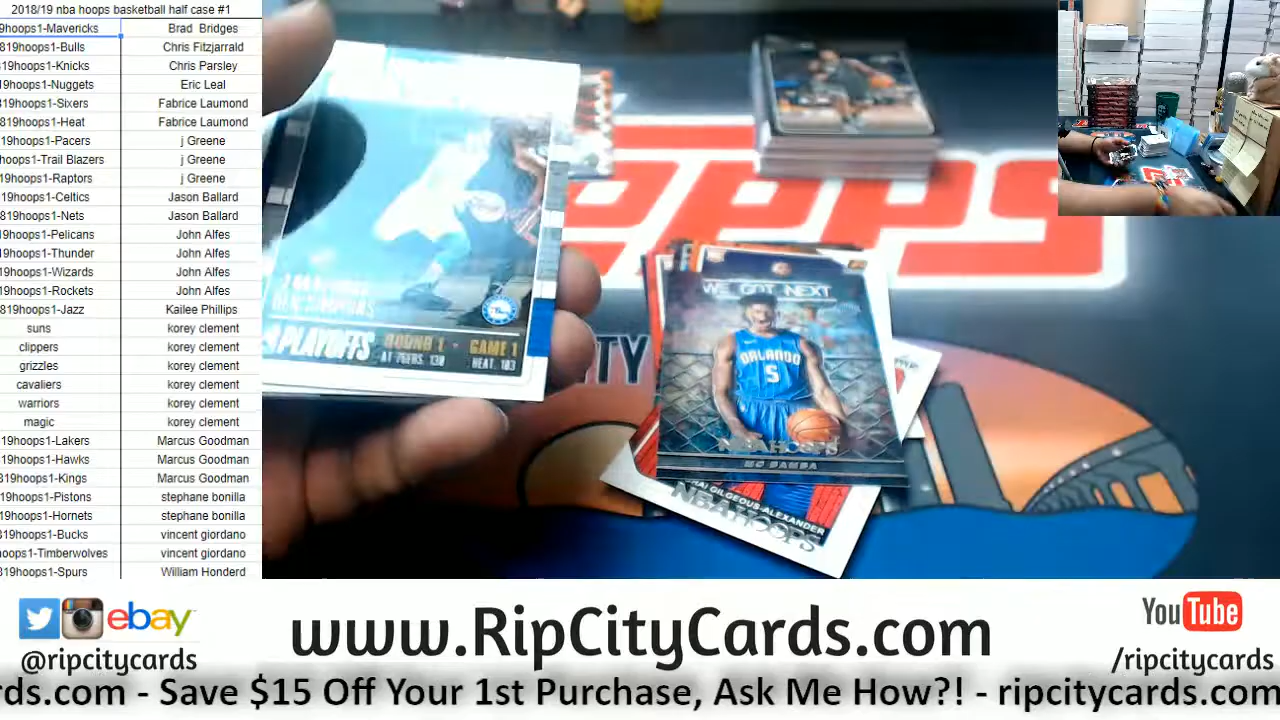 2018/19 nba hoops basketball half case #1
9hoops1-Mavericks Brad Bridges
819hoops1-Bulls Chris Fitzjarrald
819hoops1-Knicks Chris Parsley
19hoops1-Nuggets Eric Leal
819hoops1-Sixers Fabrice Laumond
819hoops1-Heat Fabrice Laumond
19hoops1-Pacers j Greene
hoops1-Trail Blazers j Greene
19hoops1-Raptors j Greene
19hoops1-Celtics Jason Ballard
819hoops1-Nets Jason Ballard
19hoops1-Pelicans John Alfes
19hoops1-Thunder John Alfes
19hoops1-Wizards John Alfes
19hoops1-Rockets John Alfes
819hoops1-Jazz Kailee Phillips
suns korey clement
clippers korey clement
grizzles korey clement
cavaliers korey clement
warriors korey clement
magic korey clement
19hoops1-Lakers Marcus Goodman
19hoops1-Hawks Marcus Goodman
819hoops1-Kings Marcus Goodman
19hoops1-Pistons stephane bonilla
19hoops1-Hornets stephane bonilla
819hoops1-Bucks vincent giordano
hoops1-Timberwolves vincent giordano
819hoops1-Spurs William Honderd
PLAYOFFS ROUND 1 - GAME 1
AT 76ERS, 130 HEAT, 103
opps
TY
WE GOT NEXT
ORLANDO
5
NBA HOOPS
MO BAMBA
GILGEOUS-ALEXANDER
NBA HOOPS
ebay
@ripcitycards
www.RipCityCards.com
YouTube
/ripcitycards
rds.com - Save $15 Off Your 1st Purchase, Ask Me How?! - ripcitycards.com